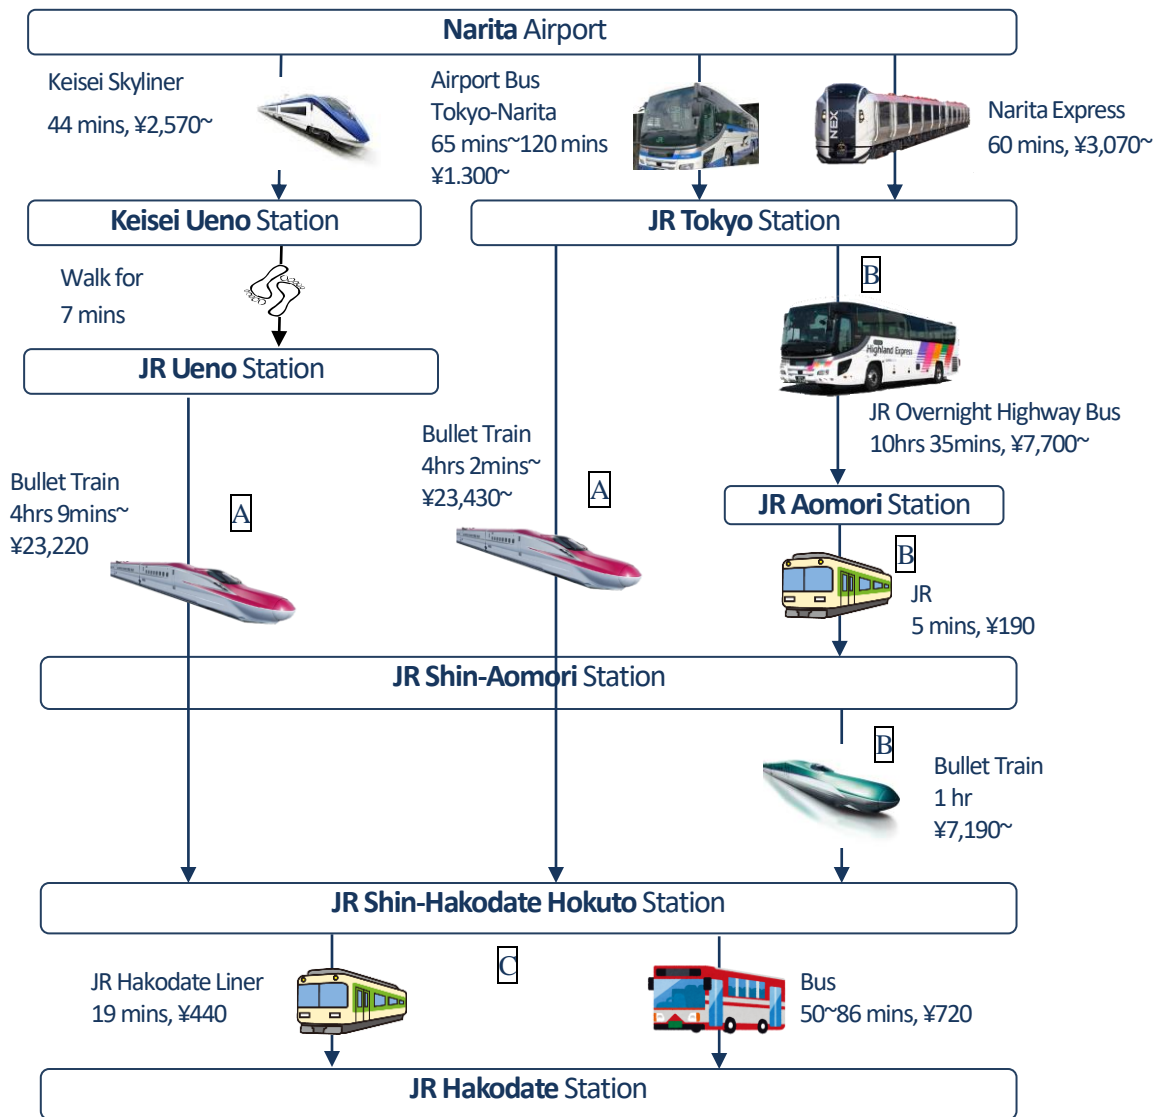 Narita Airport
Keisei Skyliner
44 mins, ¥2,570~
Airport Bus
Tokyo-Narita
65 mins~120 mins
¥1.300~
NEX
Narita Express
60 mins, ¥3,070~
Keisei Ueno Station
JR Tokyo Station
Walk for
7 mins
B
Highland Express
JR Ueno Station
JR Overnight Highway Bus
10hrs 35mins, ¥7,700~
Bullet Train
4hrs 9mins~
¥23,220
A
Bullet Train
4hrs 2mins~
¥23,430~
A
JR Aomori Station
B
JR
5 mins, ¥190
JR Shin-Aomori Station
B
Bullet Train
1 hr
¥7,190~
JR Shin-Hakodate Hokuto Station
JR Hakodate Liner
19 mins, ¥440
C
Bus
50~86 mins, ¥720
JR Hakodate Station